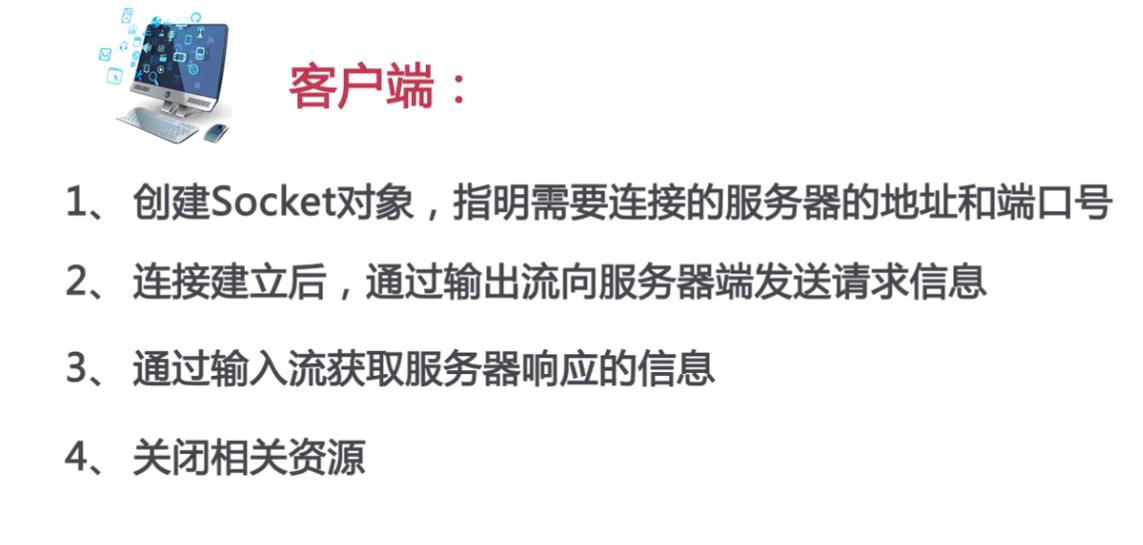 客户端：
1、 创建Socket对象，指明需要连接的服务器的地址和端口号
2、 连接建立后，通过输出流向服务器端发送请求信息
3、 通过输入流获取服务器响应的信息
4、 关闭相关资源